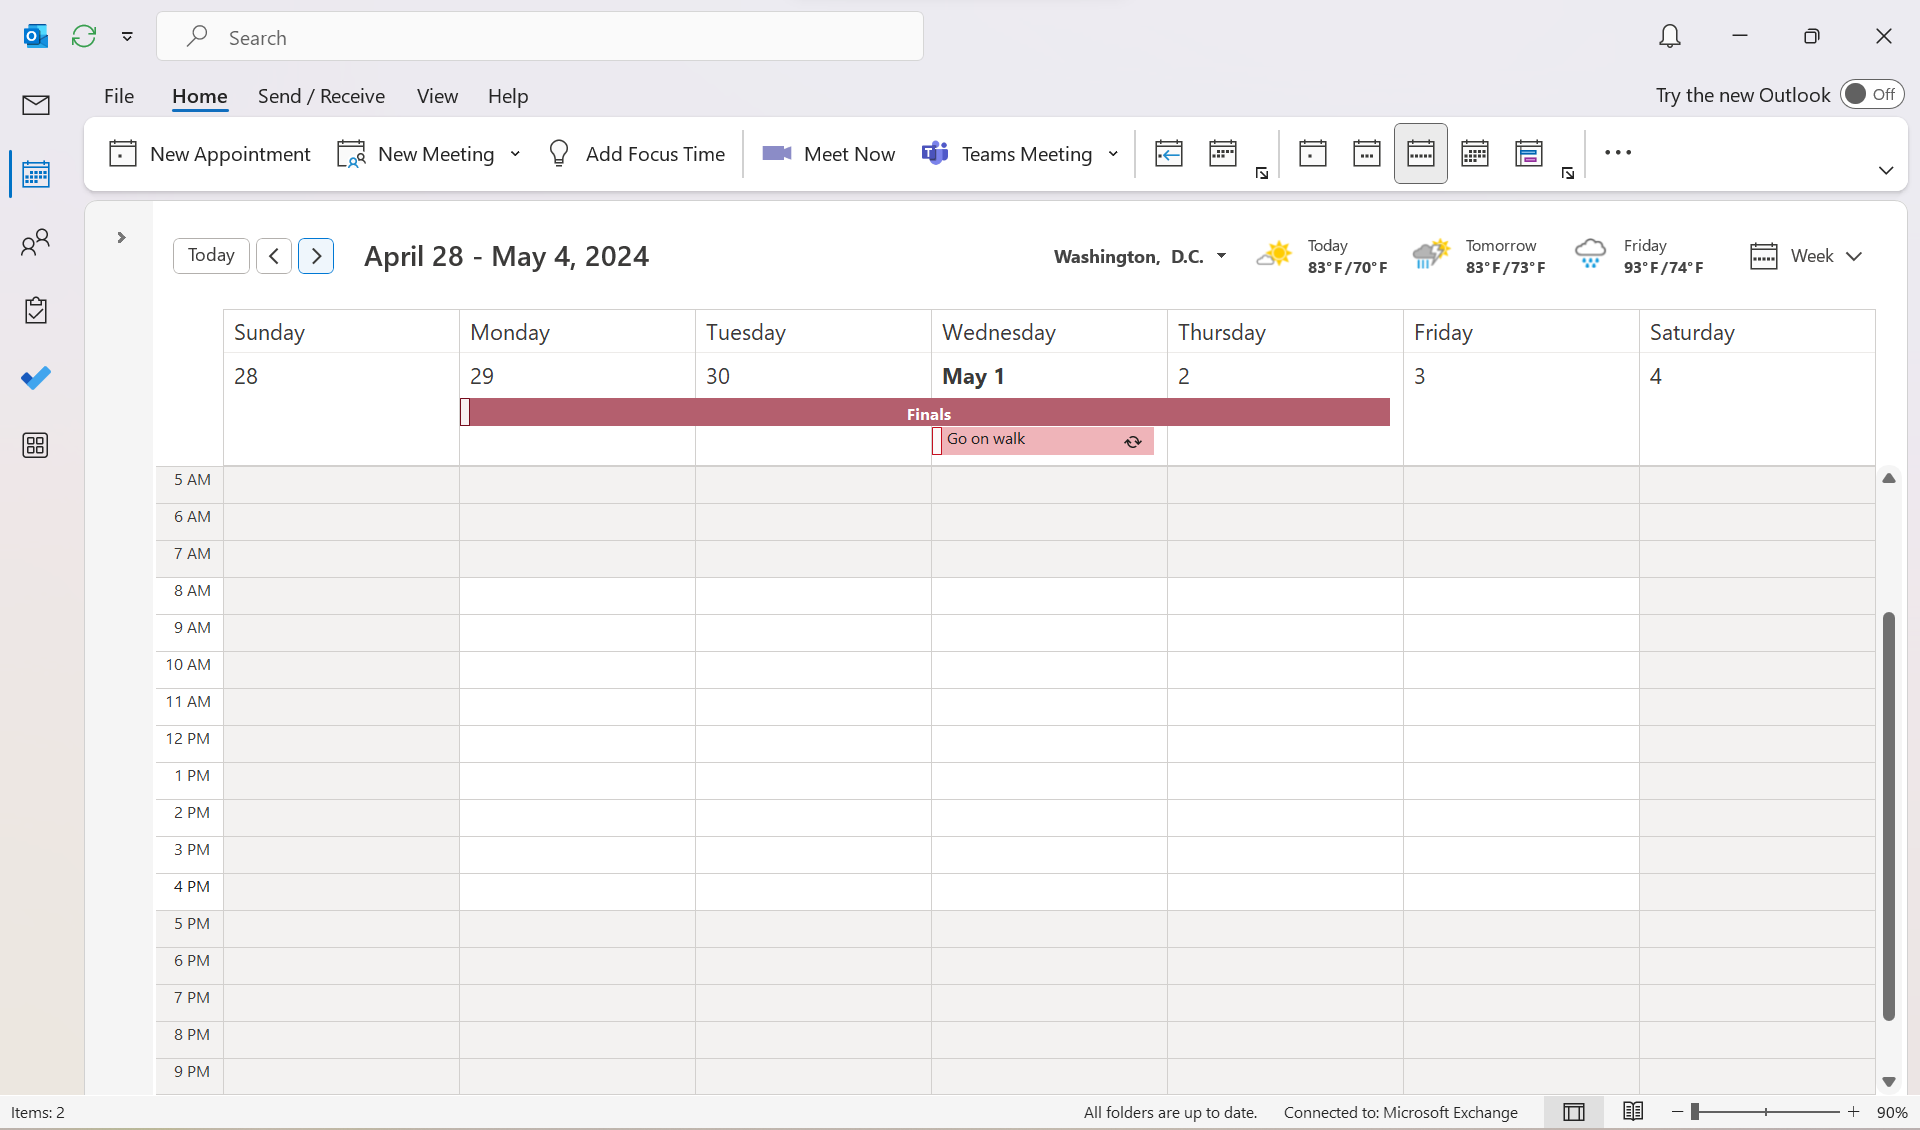 Search
File Home Send / Receive View Help
Try the new Outlook Off
New Appointment New Meeting Add Focus Time Meet Now Teams Meeting
Today April 28 - May 4, 2024
Washington, D.C.
Today
83°F/70°F
Tomorrow
83°F/73°F
Friday
93°F/74°F
Week
Sunday Monday Tuesday Wednesday Thursday Friday Saturday
28 29 30 May 1 2 3 4
Finals
Go on walk
5 AM
6 AM
7 AM
8 AM
9 AM
10 AM
11 AM
12 PM
1 PM
2 PM
3 PM
4 PM
5 PM
6 PM
7 PM
8 PM
9 PM
Items: 2 All folders are up to date. Connected to: Microsoft Exchange 90%